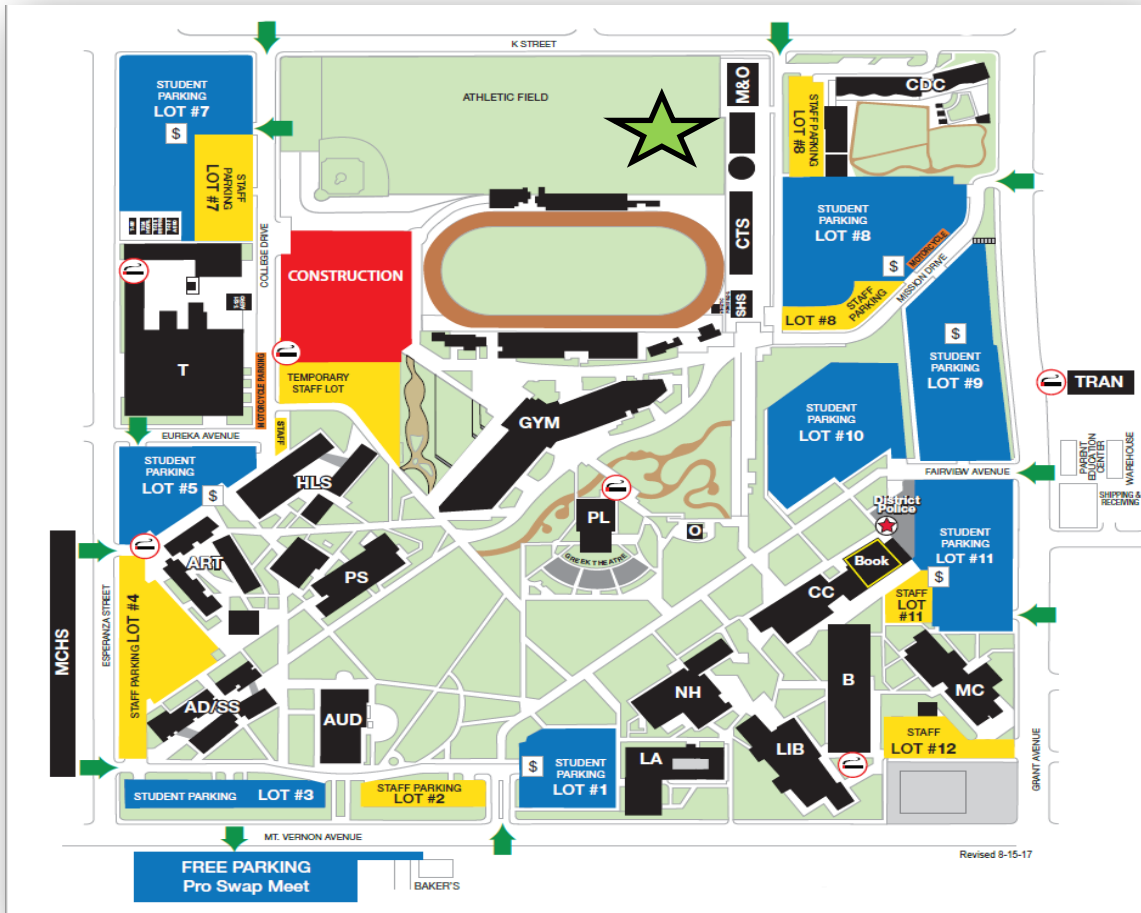 K STREET
STUDENT
PARKING
LOT #7
$
STAFF
PARKING
LOT #7
COLLEGE DRIVE
ATHLETIC FIELD
M&O
STAFF PARKING
LOT #8
CDC
CONSTRUCTION
CTS
SHS
STUDENT
PARKING
LOT #8
$
MOTORCYCLE
MISSION DRIVE
STAFF
PARKING
LOT #8
$
STUDENT
PARKING
LOT #9
T
MOTORCYCLE PARKING
TEMPORARY
STAFF LOT
STAFF
EUREKA AVENUE
GYM
STUDENT
PARKING
LOT #10
TRAN
PARENT
EDUCATION
CENTER
WAREHOUSE
SHIPPING &
RECEIVING
FAIRVIEW AVENUE
STUDENT
PARKING
LOT #5
$
HLS
PL
O
GREEK THEATRE
District
Police
STUDENT
PARKING
LOT #11
$
Book
CC
STAFF
LOT
#11
MCHS
ESPERANZA STREET
ART
PS
STAFF PARKING LOT #4
AD/SS
AUD
NH
B
MC
LIB
LA
STAFF
LOT #12
GRANT AVENUE
$
STUDENT
PARKING
LOT #1
STUDENT PARKING LOT #3
STAFF PARKING
LOT #2
MT. VERNON AVENUE
Revised 8-15-17
FREE PARKING
Pro Swap Meet
BAKER'S